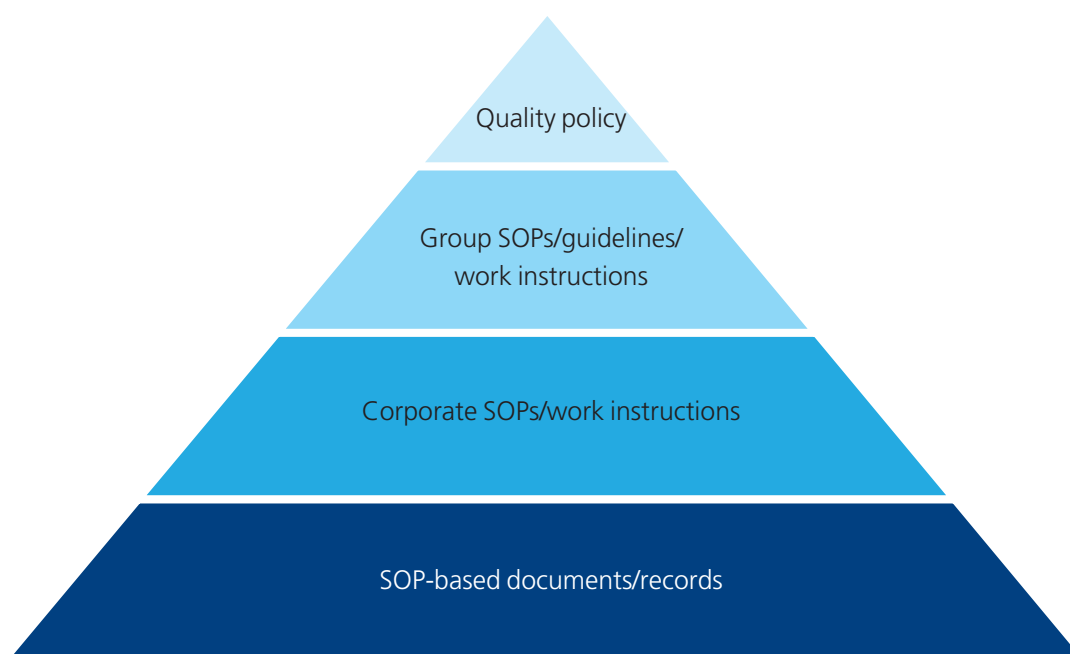 Quality policy
Group SOPs/guidelines/
work instructions
Corporate SOPs/work instructions
SOP-based documents/records